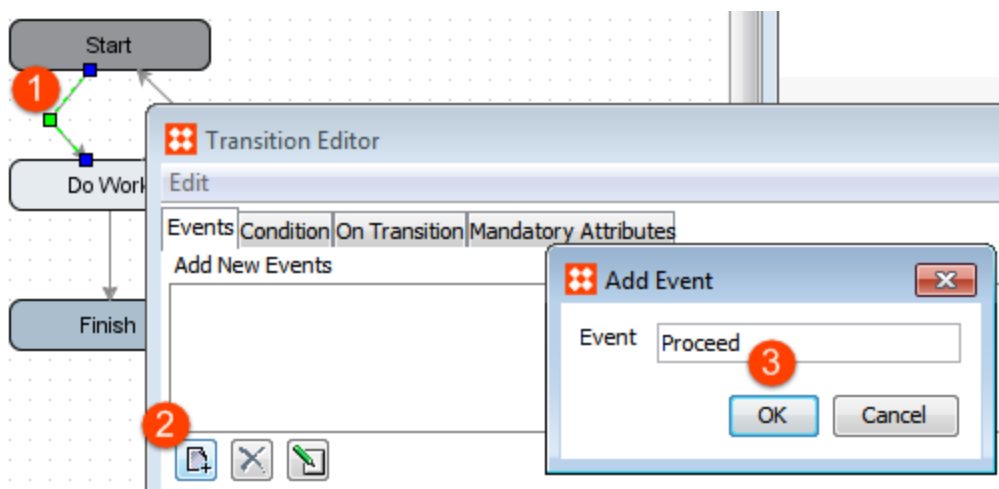 Start
1
Transition Editor
Do Work
Edit
Events Condition On Transition Mandatory Attributes
Add New Events
Add Event
Event Proceed
Finish
3
OK Cancel
2